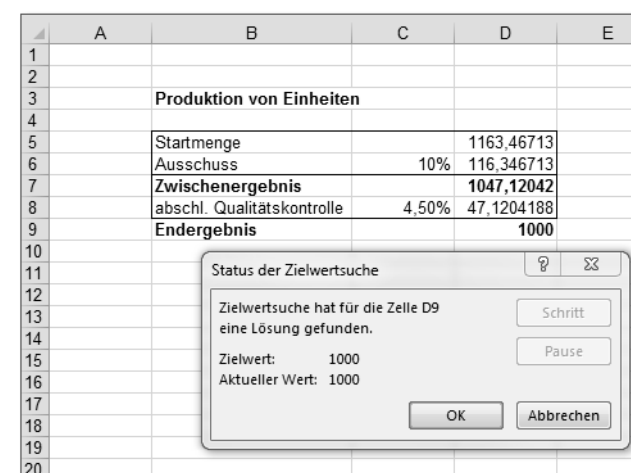 A B C D E
1
2
3 Produktion von Einheiten
4
5 Startmenge 1163,46713
6 Ausschuss 10% 116,346713
7 Zwischenergebnis 1047,12042
8 abschl. Qualitätskontrolle 4,50% 47,1204188
9 Endergebnis 1000
10
11
12
13
14
15
16
17
18
19
20
Status der Zielwertsuche
Zielwertsuche hat für die Zelle D9
eine Lösung gefunden.
Schritt
Zielwert: 1000
Pause
Aktueller Wert: 1000
OK Abbrechen